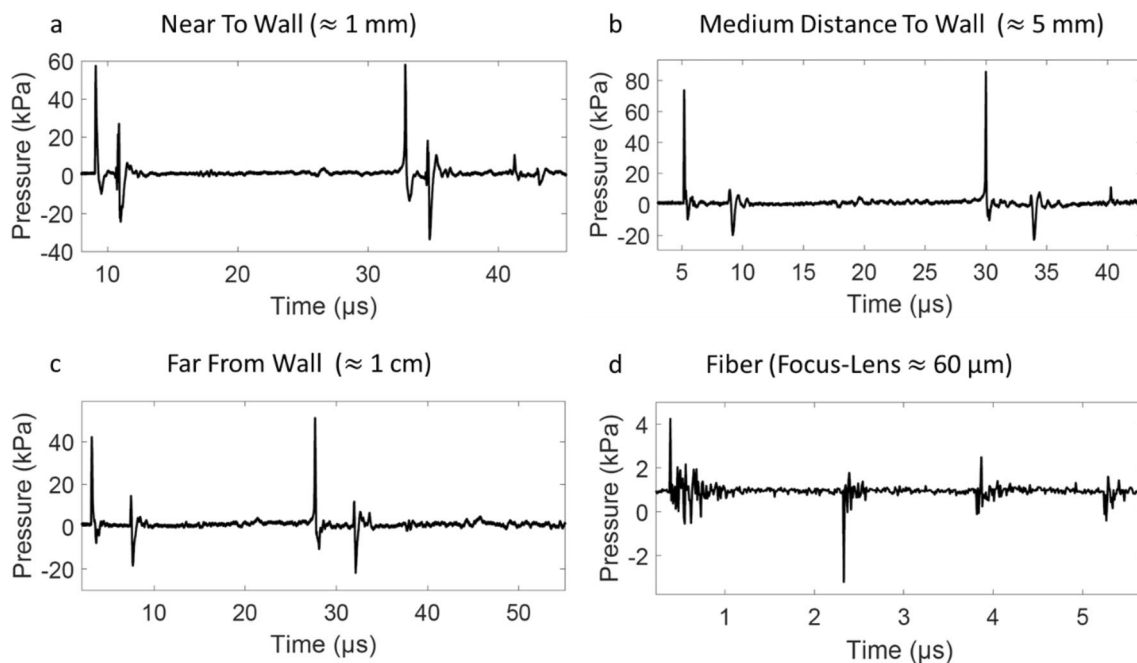 a Near To Wall (≈ 1 mm)
60
40
20
0
-20
-40
Pressure (kPa)
10 20 30 40
Time (µs)
b Medium Distance To Wall (≈ 5 mm)
80
60
40
20
0
-20
Pressure (kPa)
5 10 15 20 25 30 35 40
Time (µs)
c Far From Wall (≈ 1 cm)
40
20
0
-20
Pressure (kPa)
10 20 30 40 50
Time (µs)
d Fiber (Focus-Lens ≈ 60 µm)
4
2
0
-2
Pressure (kPa)
1 2 3 4 5
Time (µs)